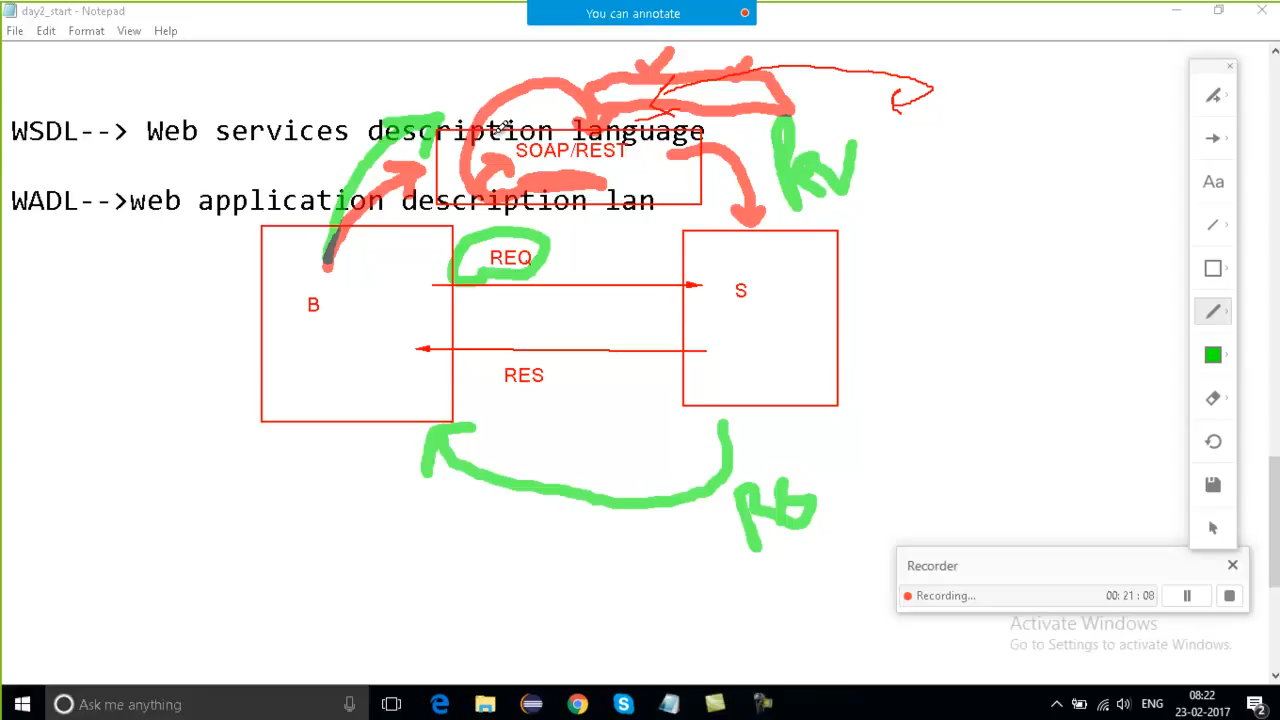 day2_start - Notepad
You can annotate
File Edit Format View Help
WSDL--> Web services description language
SOAP/REST
WADL-->web application description lan
REQ
B
S
RES
Aa
Recorder
Recording...
00:21:08
Activate Windows
Go to Settings to activate Windows.
Ask me anything
ENG
08:22
23-02-2017
2